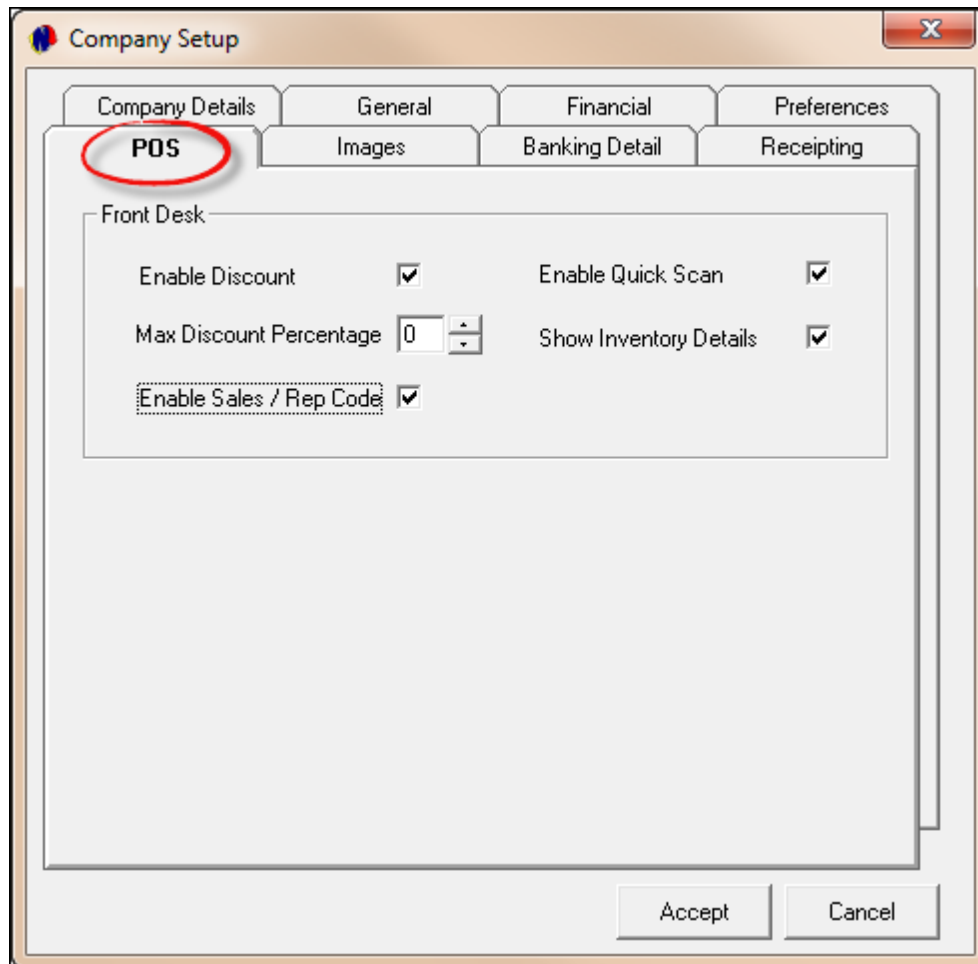 Company Setup
Company Details General Financial Preferences
POS Images Banking Detail Receipting
Front Desk
Enable Discount Enable Quick Scan
Max Discount Percentage 0 Show Inventory Details
Enable Sales / Rep Code
Accept Cancel